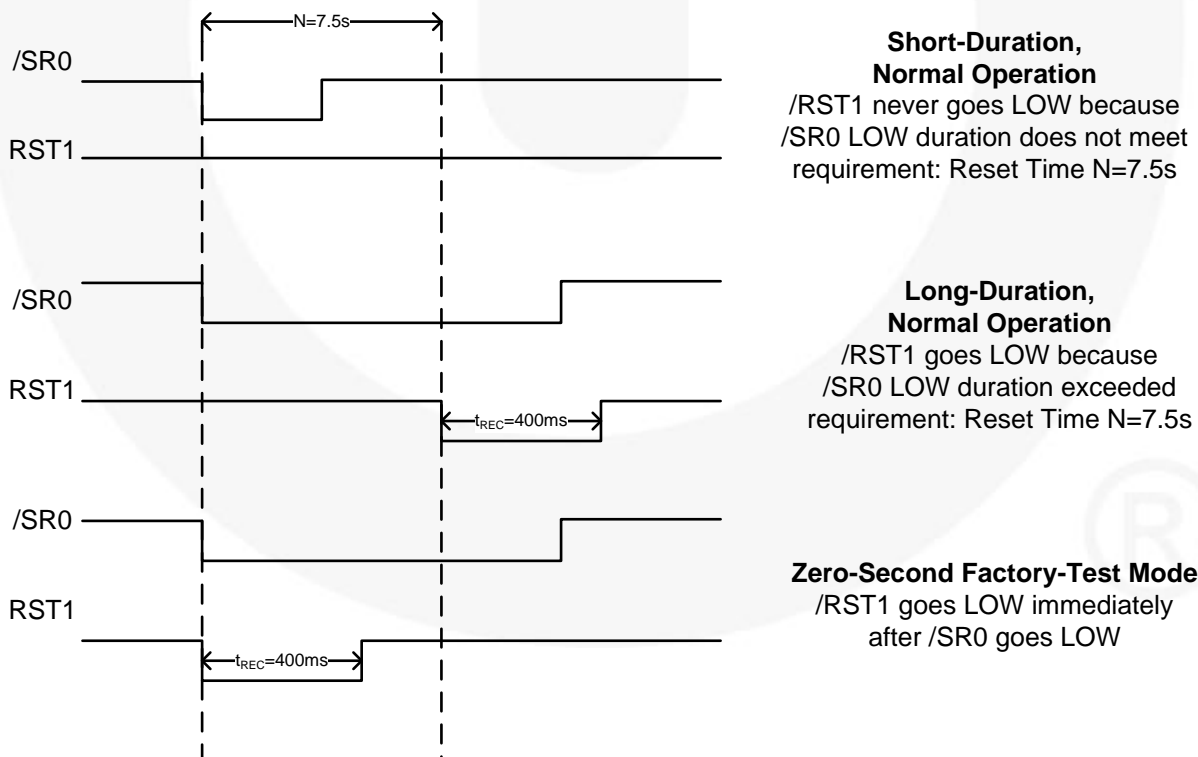 N=7.5s
/SR0
RST1
Short-Duration,
Normal Operation
/RST1 never goes LOW because
/SR0 LOW duration does not meet
requirement: Reset Time N=7.5s
/SR0
RST1
tREC=400ms
Long-Duration,
Normal Operation
/RST1 goes LOW because
/SR0 LOW duration exceeded
requirement: Reset Time N=7.5s
/SR0
RST1
tREC=400ms
Zero-Second Factory-Test Mode
/RST1 goes LOW immediately
after /SR0 goes LOW
®